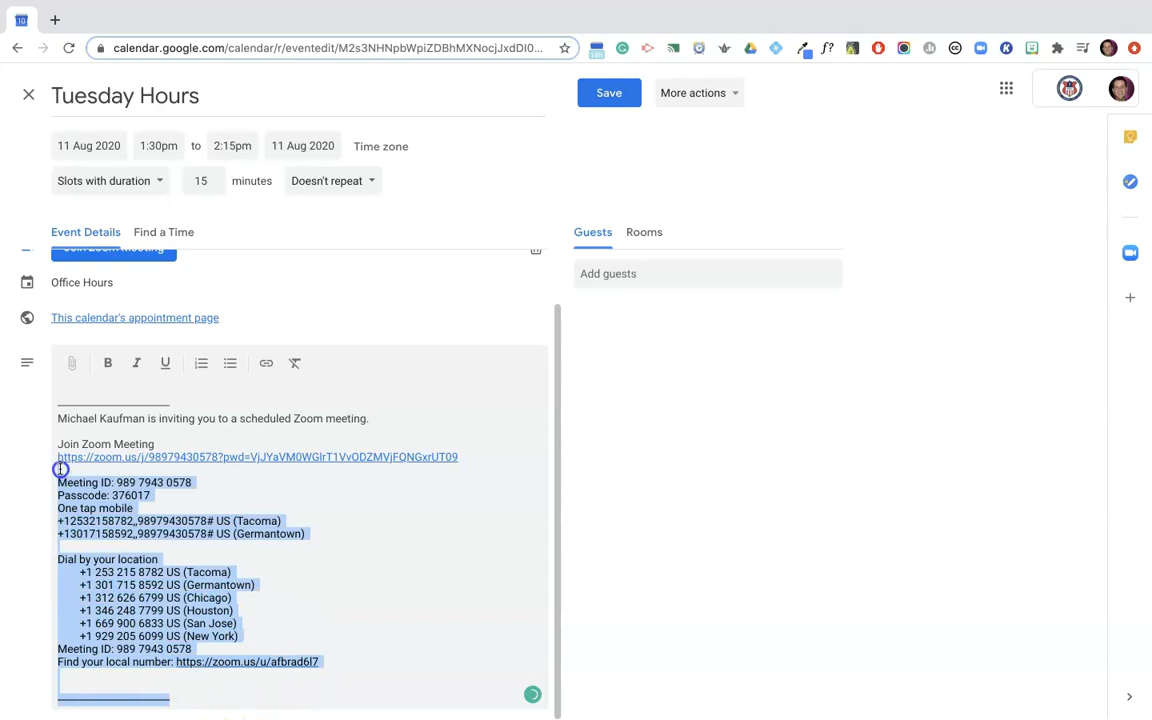 10
calendar.google.com/calendar/r/eventedit/M2s3NHNpbWpiZDBhMXNocjJxdDI0...
f?
Tuesday Hours
Save
More actions
11 Aug 2020
1:30pm
to
2:15pm
11 Aug 2020
Time zone
Slots with duration
15
minutes
Doesn't repeat
Event Details
Find a Time
Guests
Rooms
Join Zoom Meeting
Add guests
Office Hours
This calendar's appointment page
B
I
U
Michael Kaufman is inviting you to a scheduled Zoom meeting.
Join Zoom Meeting
https://zoom.us/j/98979430578?pwd=VjJYaVM0WGlrT1VvODZMVjFQNGxrUT09
Meeting ID: 989 7943 0578
Passcode: 376017
One tap mobile
+12532158782,,98979430578# US (Tacoma)
+13017158592,,98979430578# US (Germantown)
Dial by your location
+1 253 215 8782 US (Tacoma)
+1 301 715 8592 US (Germantown)
+1 312 626 6799 US (Chicago)
+1 346 248 7799 US (Houston)
+1 669 900 6833 US (San Jose)
+1 929 205 6099 US (New York)
Meeting ID: 989 7943 0578
Find your local number: https://zoom.us/u/afbrad6l7